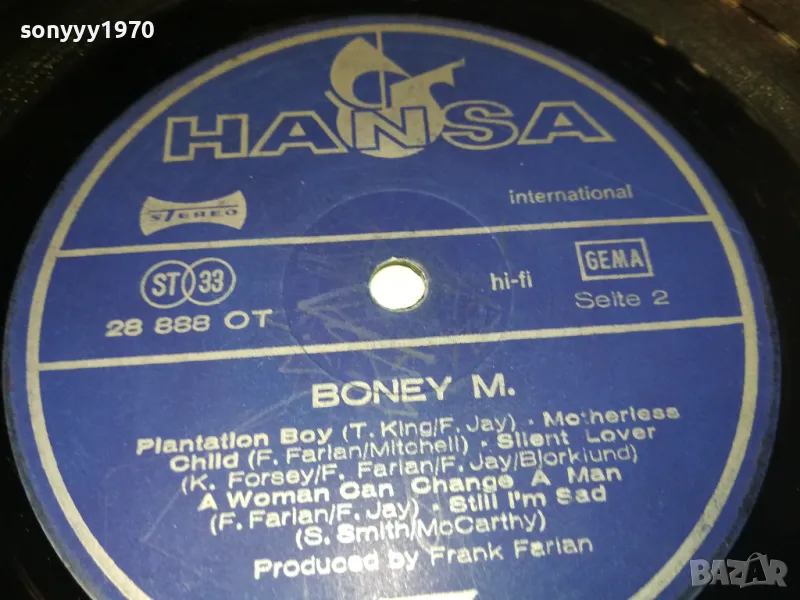 sonyyy1970
HANSA
STEREO
international
ST 33
28 888 OT
hi-fi
GEMA
Seite 2
BONEY M.
Plantation Boy (T. King/F. Jay) · Motherless
Child (F. Farian/Mitchell) · Silent Lover
(K. Forsey/F. Farian/F. Jay/Bjorklund)
A Woman Can Change A Man
(F. Farian/F. Jay) · Still I'm Sad
(S. Smith/McCarthy)
Produced by Frank Farian
BAZAR